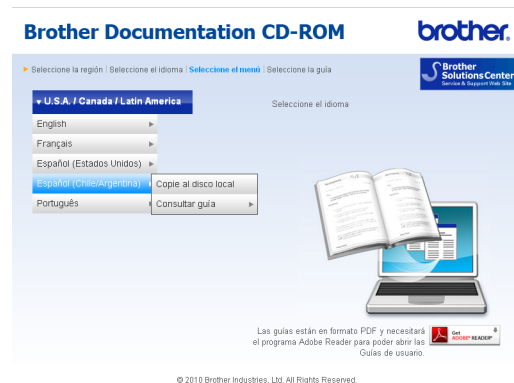 Brother Documentation CD-ROM
brother.
Seleccione la región | Seleccione el idioma | Seleccione el menú | Seleccione la guía
Brother
Solutions Center
Service & Support Web Site
U.S.A. / Canada / Latin America
Seleccione el idioma
English
Français
Español (Estados Unidos)
Español (Chile/Argentina)
Copie al disco local
Português
Consultar guía
Las guías están en formato PDF y necesitará
el programa Adobe Reader para poder abrir las
Guías de usuario.
Get
ADOBE® READER®
© 2010 Brother Industries, Ltd. All Rights Reserved.